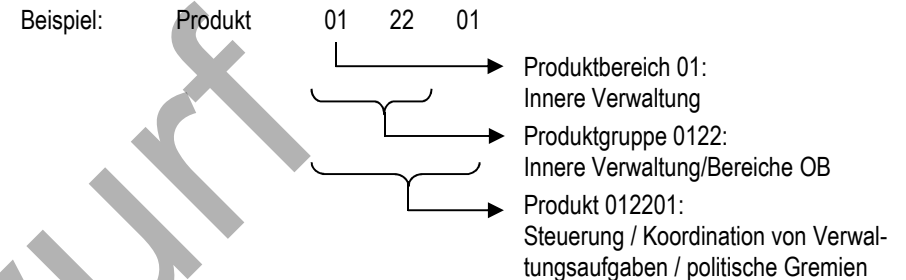 Beispiel: Produkt 01 22 01
Produktbereich 01:
Innere Verwaltung
Produktgruppe 0122:
Innere Verwaltung/Bereiche OB
Produkt 012201:
Steuerung / Koordination von Verwal-
tungsaufgaben / politische Gremien
urf